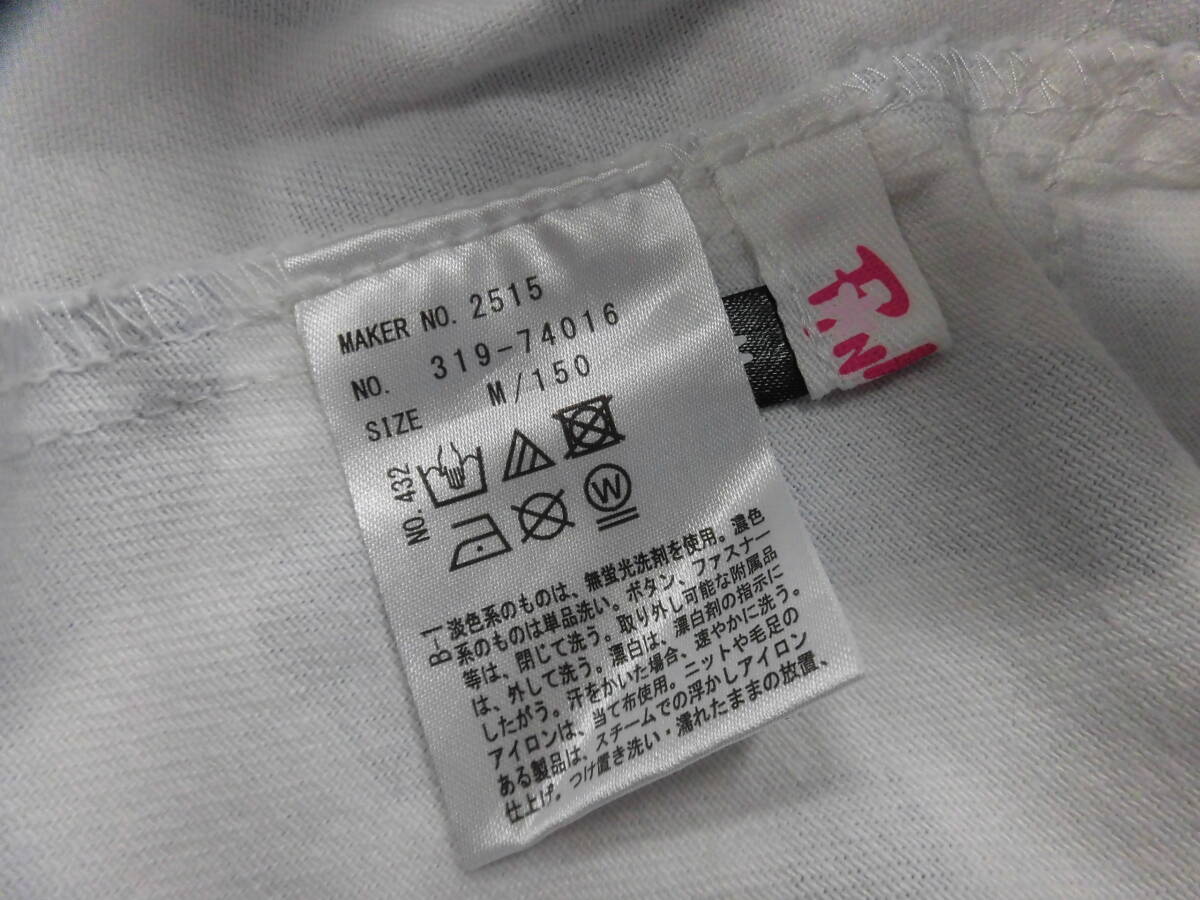 MAKER NO. 2515
NO. 319-74016
SIZE M/150
NO. 432
W
B-1 淡色系のものは、無蛍光洗剤を使用。濃色
系のものは単品洗い。ボタン、ファスナー
等は、閉じて洗う。取り外し可能な附属品
は、外して洗う。漂白は、漂白剤の指示に
したがう。汗をかいた場合、速やかに洗う。
アイロンは、当て布使用。ニットや毛足の
ある製品は、スチームでの浮かしアイロン
仕上げ。つけ置き洗い・濡れたままの放置、